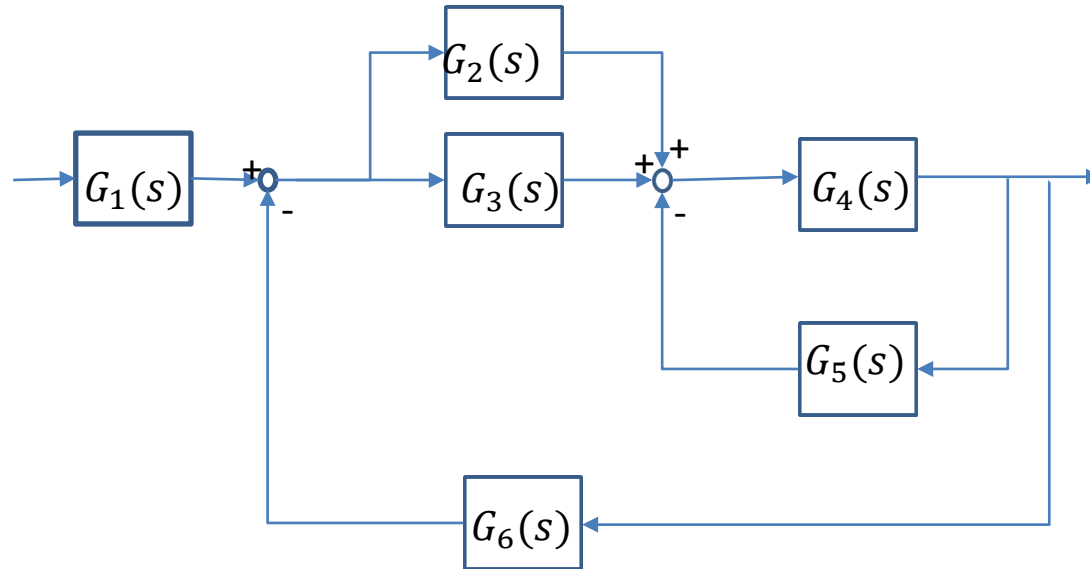 G₂(s)
+
+
+
G₁(s)
G₃(s)
G₄(s)
-
-
G₅(s)
G₆(s)